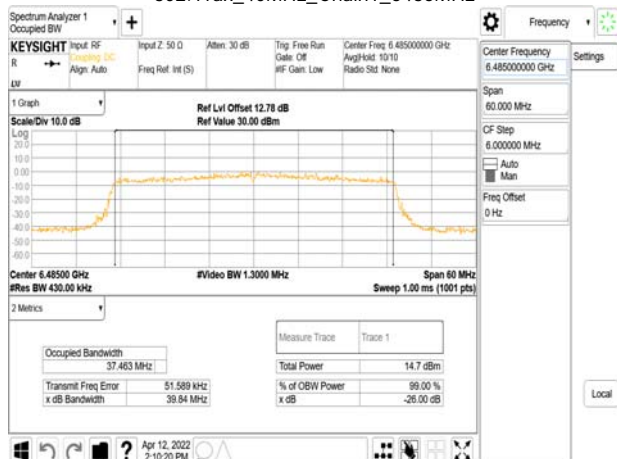 Spectrum Analyzer 1
Occupied BW
+
Frequency
KEYSIGHT
R
Input: RF
Coupling: DC
Align: Auto
Input Z: 50 Ω
Freq Ref: Int (S)
Atten: 30 dB
Trig: Free Run
Gate: Off
#IF Gain: Low
Center Freq: 6.485000000 GHz
Avg|Hold: 10/10
Radio Std: None
Center Frequency
6.485000000 GHz
Settings
Span
60.000 MHz
CF Step
6.000000 MHz
Auto
Man
Freq Offset
0 Hz
1 Graph
Scale/Div 10.0 dB
Ref Lvl Offset 12.78 dB
Ref Value 30.00 dBm
Log
20.0
10.0
0.00
-10.0
-20.0
-30.0
-40.0
-50.0
-60.0
Center 6.48500 GHz
#Res BW 430.00 kHz
#Video BW 1.3000 MHz
Span 60 MHz
Sweep 1.00 ms (1001 pts)
2 Metrics
Measure Trace
Trace 1
Occupied Bandwidth
37.463 MHz
Total Power
14.7 dBm
Transmit Freq Error
51.589 kHz
% of OBW Power
99.00 %
x dB Bandwidth
39.84 MHz
x dB
-26.00 dB
Local
?
Apr 12, 2022
2:10:20 PM